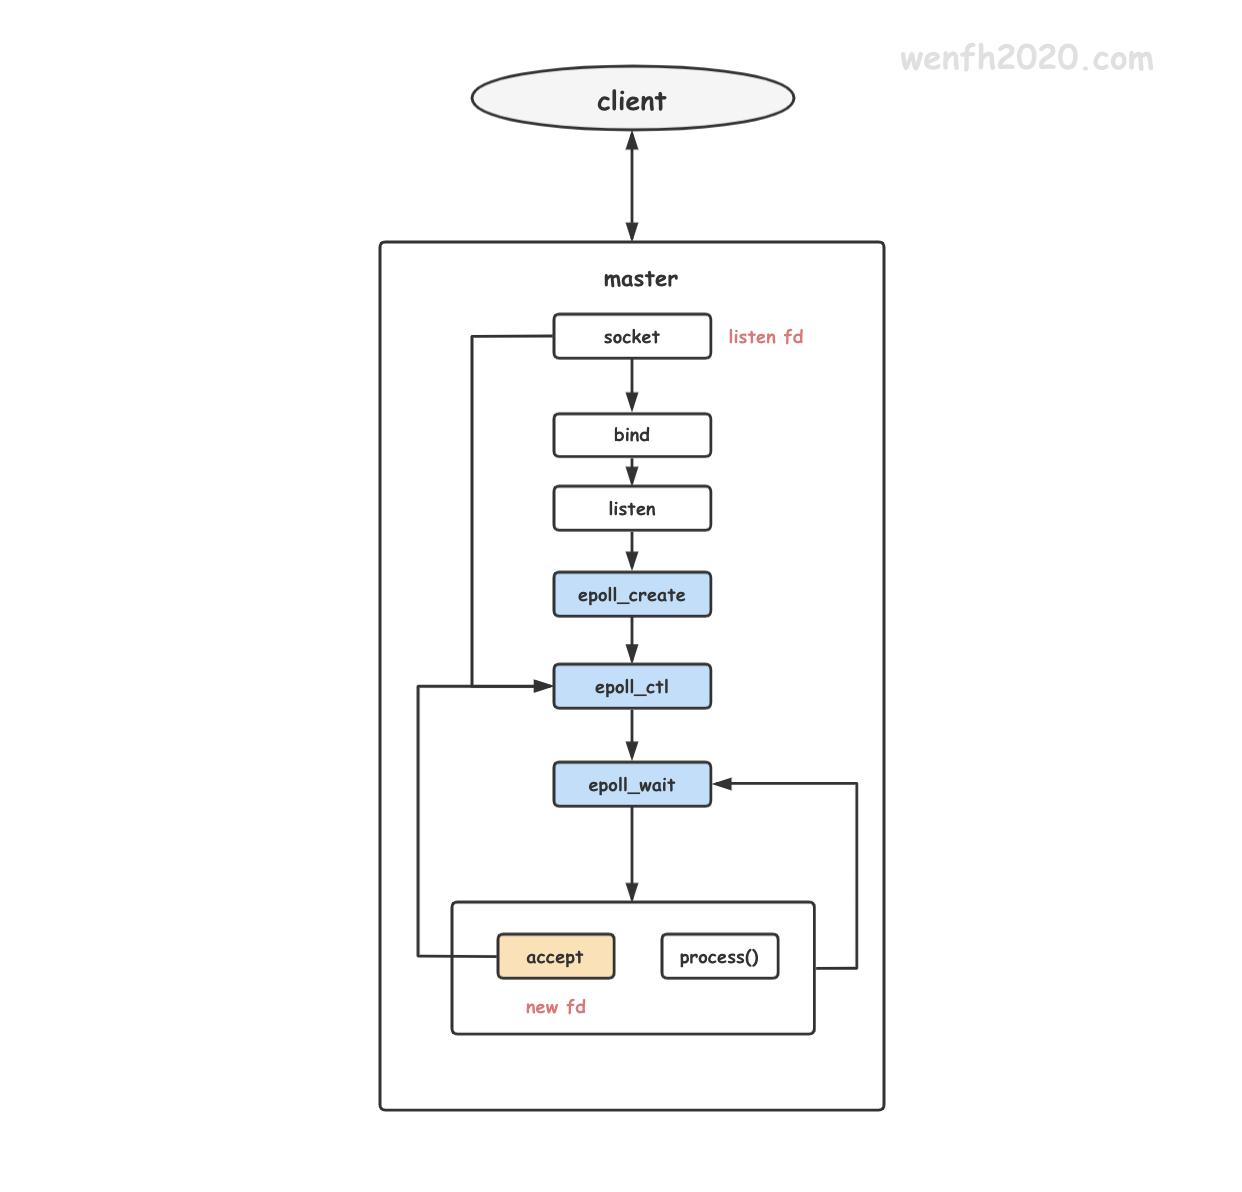 wenfh2020.com
client
master
socket
listen fd
bind
listen
epoll_create
epoll_ctl
epoll_wait
accept
process()
new fd